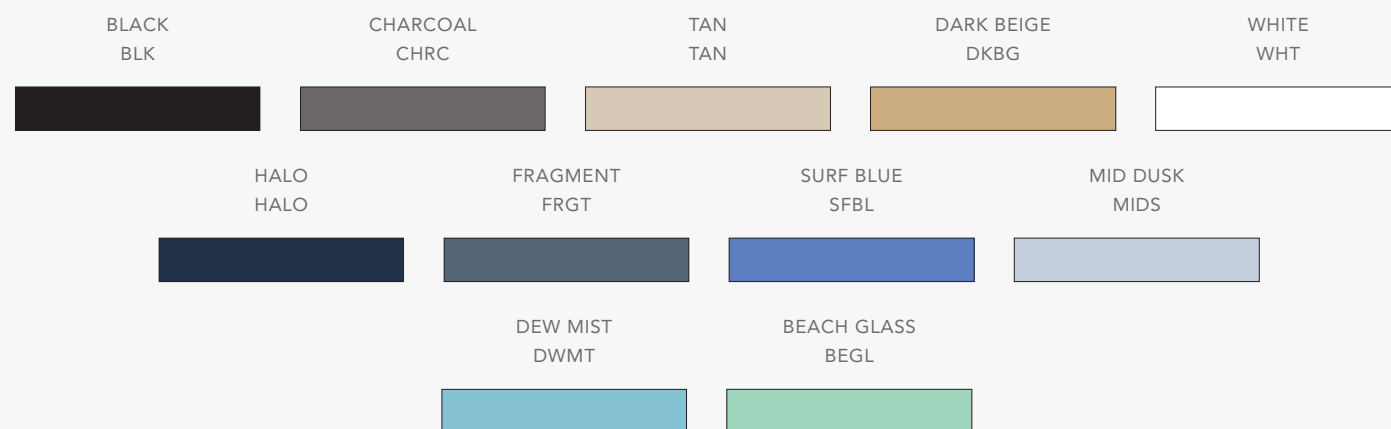 BLACK CHARCOAL TAN DARK BEIGE WHITE
BLK CHRC TAN DKBG WHT
HALO FRAGMENT SURF BLUE MID DUSK
HALO FRGT SFBL MIDS
DEW MIST BEACH GLASS
DWMT BEGL